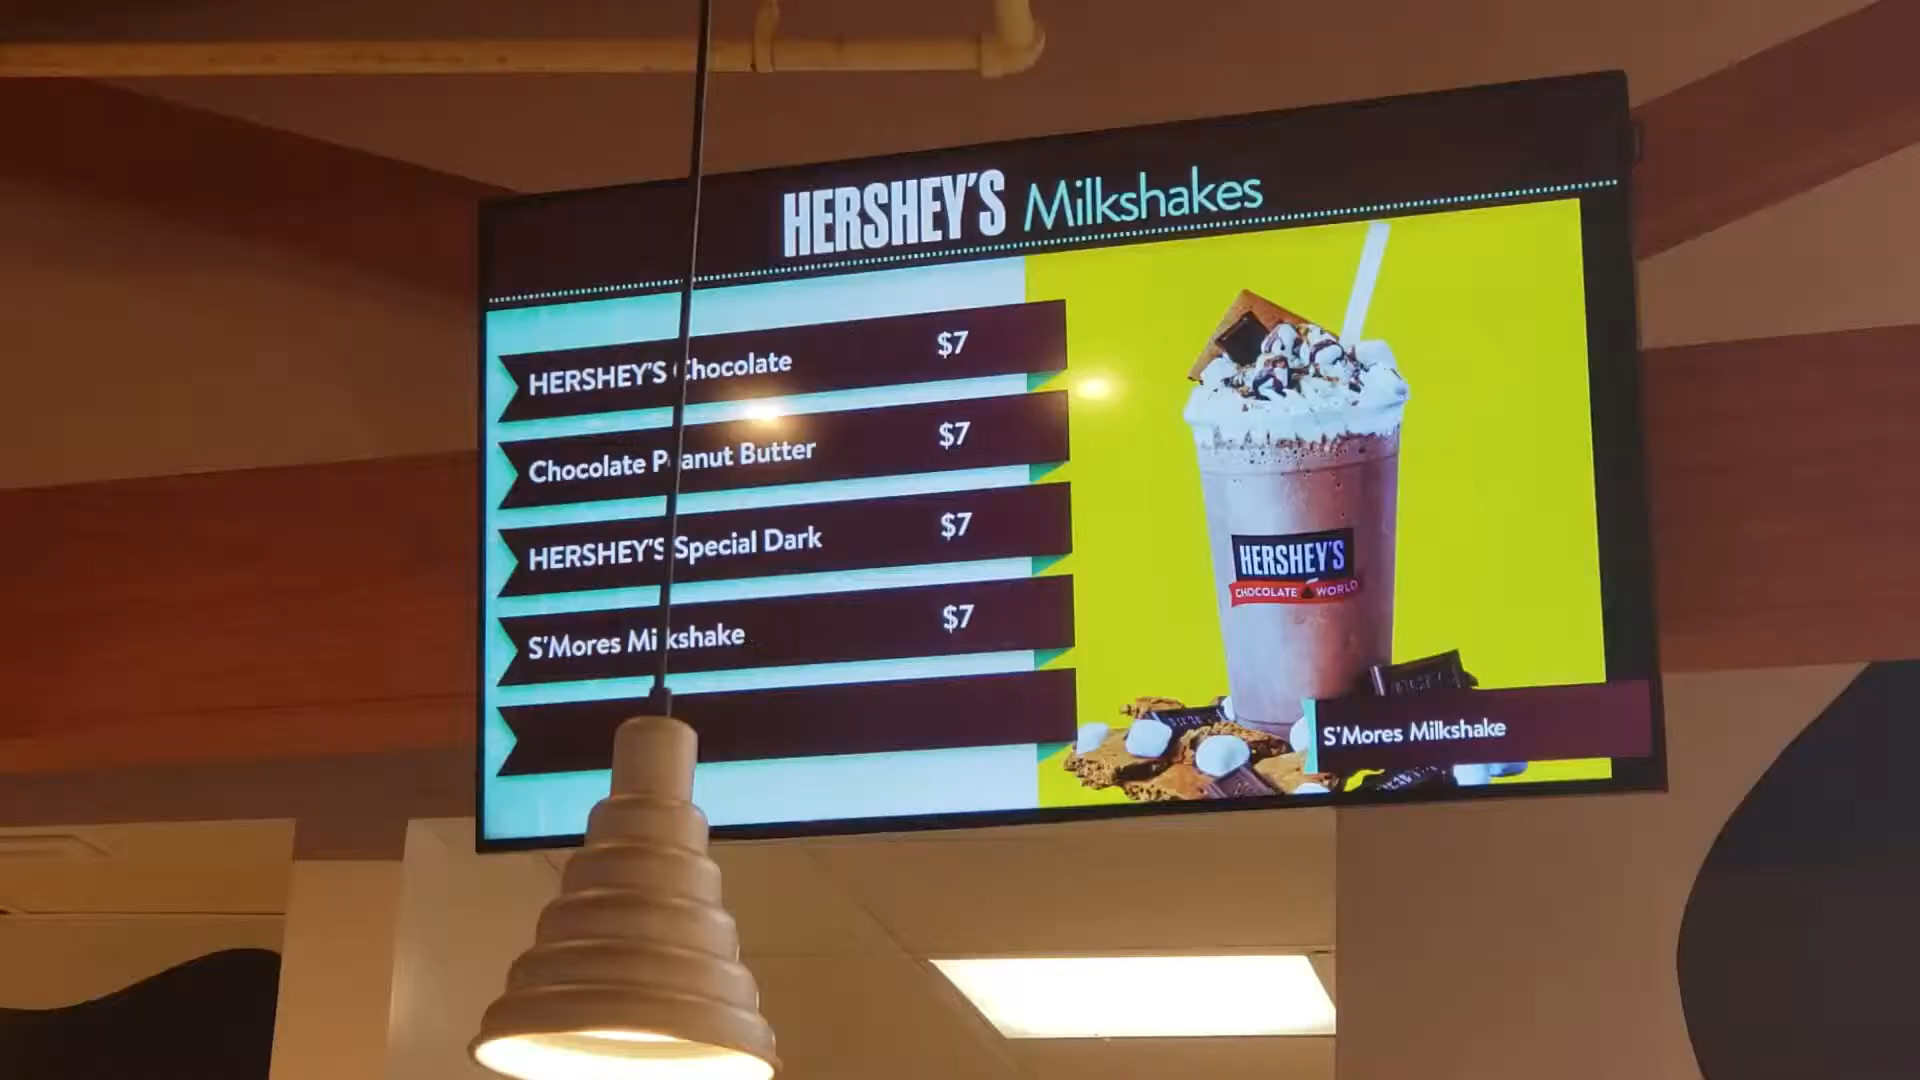 HERSHEY'S Milkshakes
HERSHEY'S Chocolate $7
Chocolate Peanut Butter $7
HERSHEY'S Special Dark $7
S'Mores Milkshake $7
HERSHEY'S
CHOCOLATE WORLD
S'Mores Milkshake